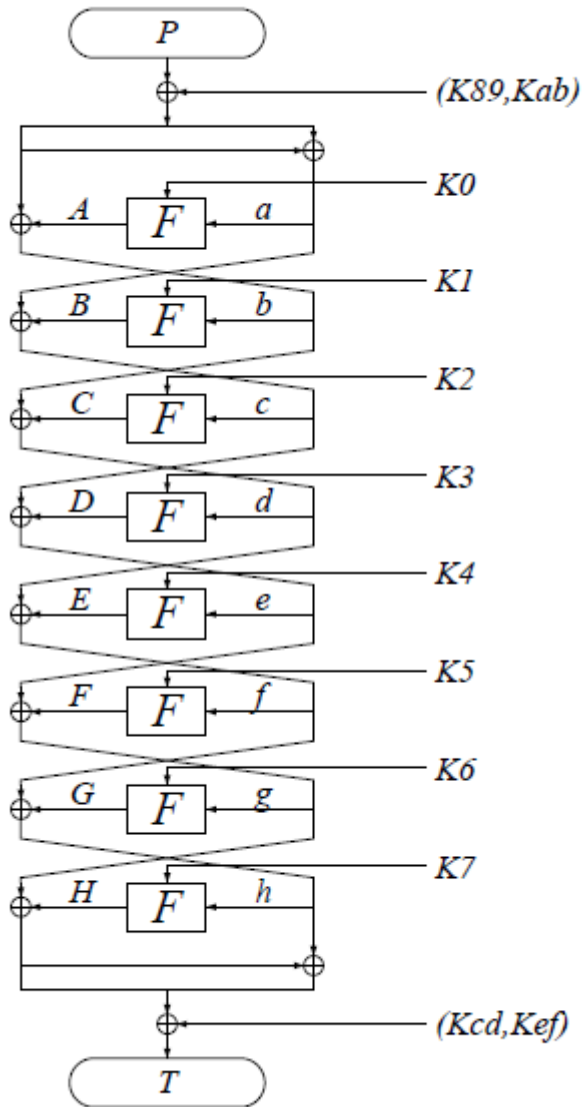 P
(K89,Kab)
K0
A F a
K1
B F b
K2
C F c
K3
D F d
K4
E F e
K5
F F f
K6
G F g
K7
H F h
(Kcd,Kef)
T